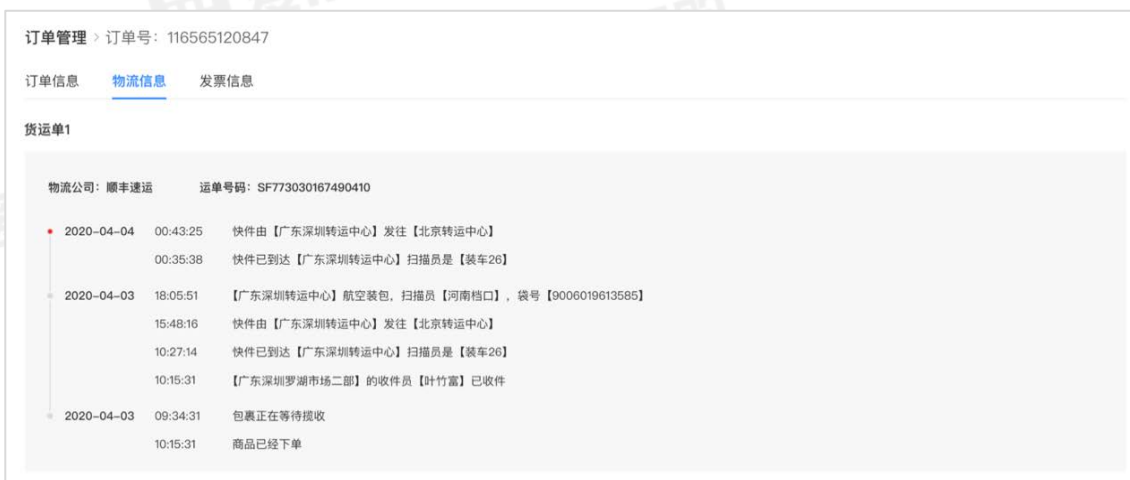 订单管理 > 订单号：116565120847
订单信息 物流信息 发票信息
货运单1
物流公司：顺丰速运 运单号码：SF773030167490410
2020-04-04 00:43:25 快件由【广东深圳转运中心】发往【北京转运中心】
00:35:38 快件已到达【广东深圳转运中心】扫描员是【装车26】
2020-04-03 18:05:51 【广东深圳转运中心】航空装包，扫描员【河南档口】，袋号【9006019613585】
15:48:16 快件由【广东深圳转运中心】发往【北京转运中心】
10:27:14 快件已到达【广东深圳转运中心】扫描员是【装车26】
10:15:31 【广东深圳罗湖市场二部】的收件员【叶竹富】已收件
2020-04-03 09:34:31 包裹正在等待揽收
10:15:31 商品已经下单